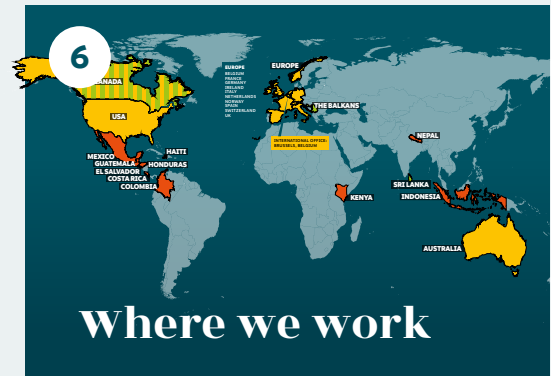 6
CANADA
USA
MEXICO
GUATEMALA
EL SALVADOR
COSTA RICA
COLOMBIA
HAITI
HONDURAS
EUROPE
BELGIUM
FRANCE
GERMANY
IRELAND
ITALY
NETHERLANDS
NORWAY
SPAIN
SWITZERLAND
UK
EUROPE
THE BALKANS
INTERNATIONAL OFFICE:
BRUSSELS, BELGIUM
KENYA
NEPAL
SRI LANKA
INDONESIA
AUSTRALIA
Where we work